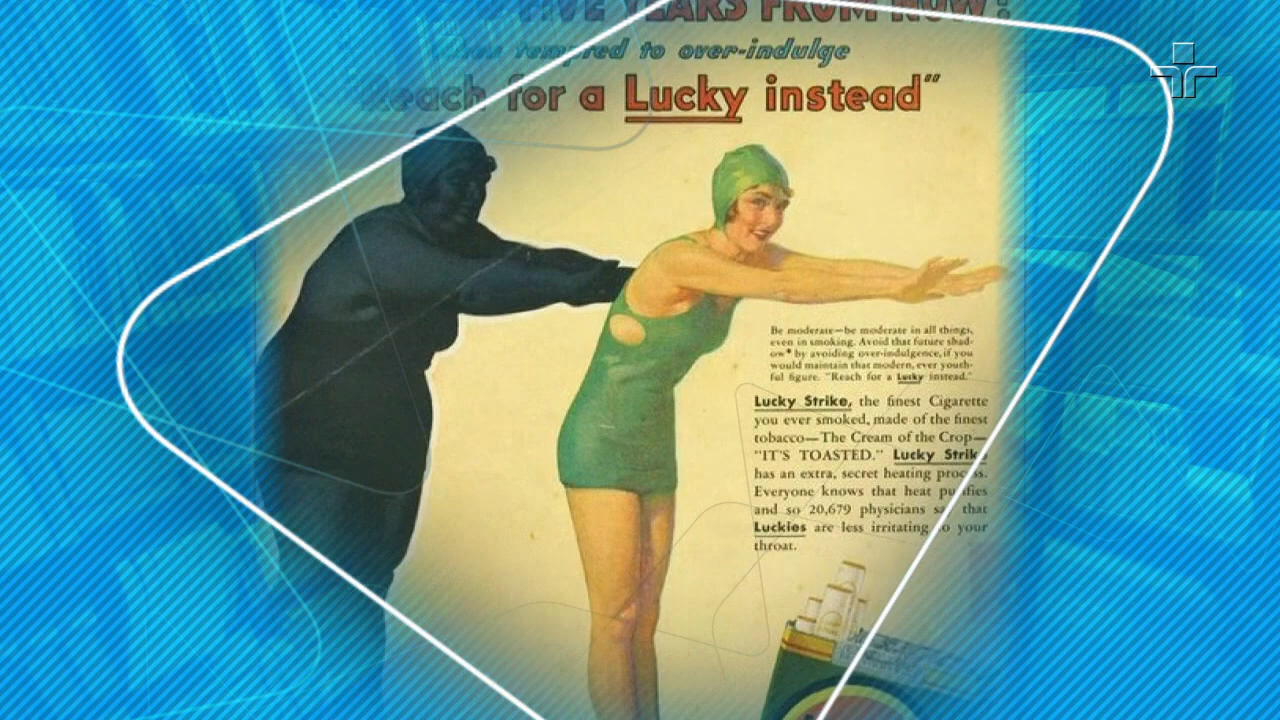 FIVE YEARS FROM NOW!
When tempted to over-indulge
"Reach for a Lucky instead"
Be moderate—be moderate in all things,
even in smoking. Avoid that future shad-
ow* by avoiding over-indulgence, if you
would maintain that modern, ever youth-
ful figure. "Reach for a Lucky instead."
Lucky Strike, the finest Cigarette
you ever smoked, made of the finest
tobacco—The Cream of the Crop—
"IT'S TOASTED." Lucky Strike
has an extra, secret heating process.
Everyone knows that heat purifies
and so 20,679 physicians say that
Luckies are less irritating to your
throat.